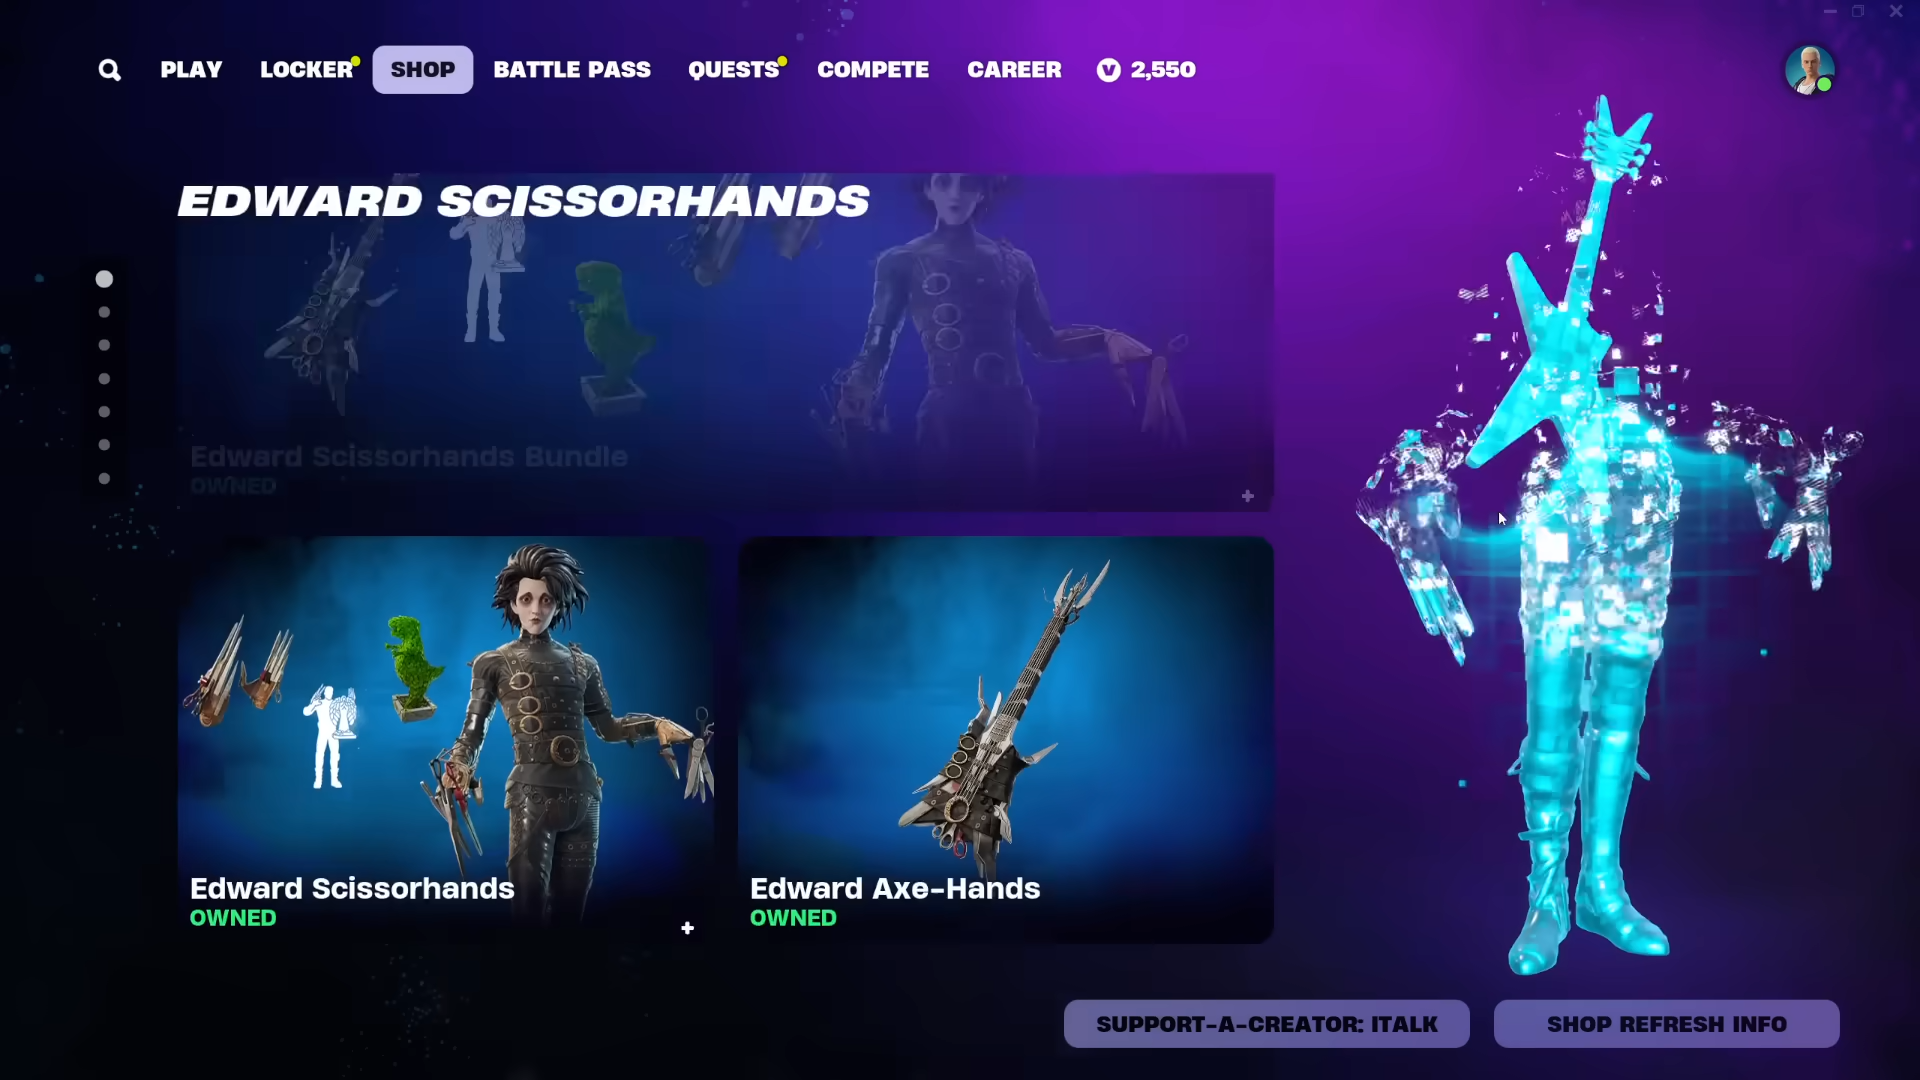 PLAY LOCKER SHOP BATTLE PASS QUESTS COMPETE CAREER V 2,550
EDWARD SCISSORHANDS
Edward Scissorhands Bundle
OWNED
Edward Scissorhands
OWNED
Edward Axe-Hands
OWNED
SUPPORT-A-CREATOR: ITALK
SHOP REFRESH INFO